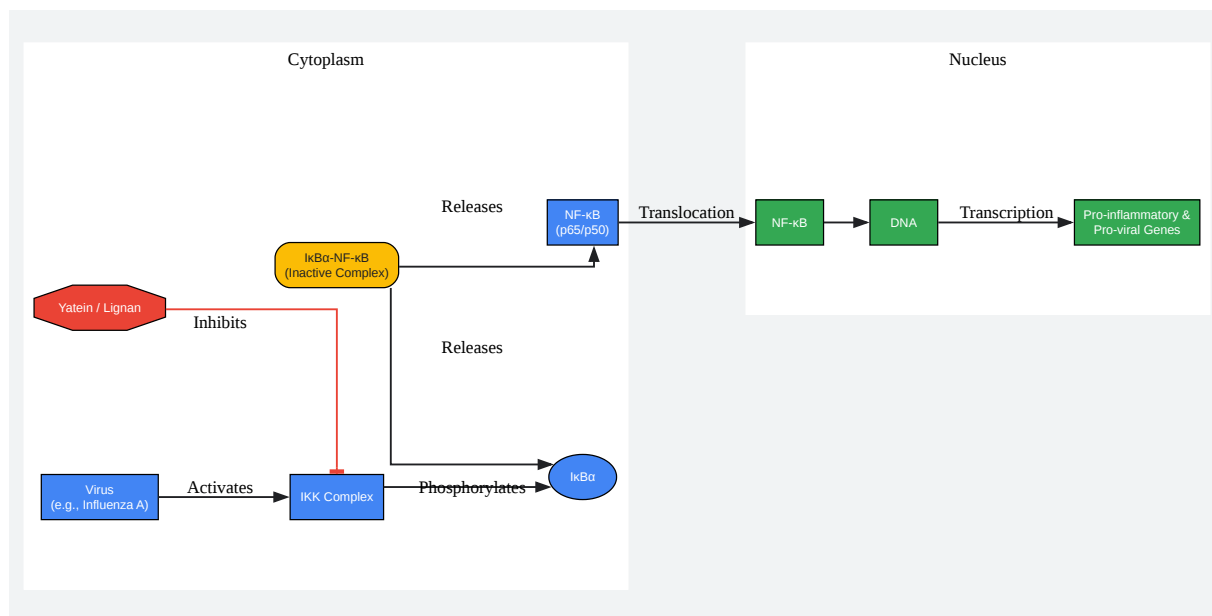 Cytoplasm
Nucleus
Releases
NF-κB
(p65/p50)
Translocation
NF-κB
DNA
Transcription
Pro-inflammatory &
Pro-viral Genes
IκBα-NF-κB
(Inactive Complex)
Yatein / Lignan
Inhibits
Releases
Virus
(e.g., Influenza A)
Activates
IKK Complex
Phosphorylates
IκBα